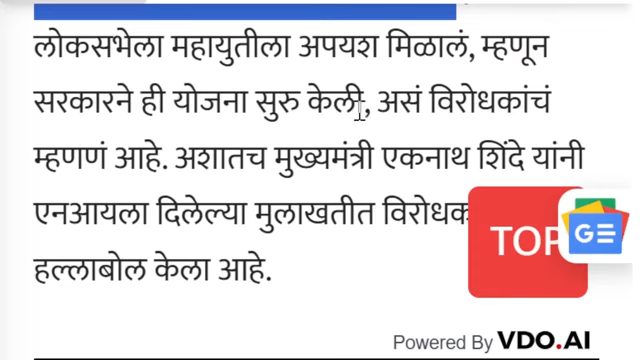 लोकसभेला महायुतीला अपयश मिळालं, म्हणून
सरकारने ही योजना सुरु केली, असं विरोधकांचं
म्हणणं आहे. अशातच मुख्यमंत्री एकनाथ शिंदे यांनी
एनआयला दिलेल्या मुलाखतीत
हल्लाबोल केला आहे.
TOP
GE
Powered By VDO.AI